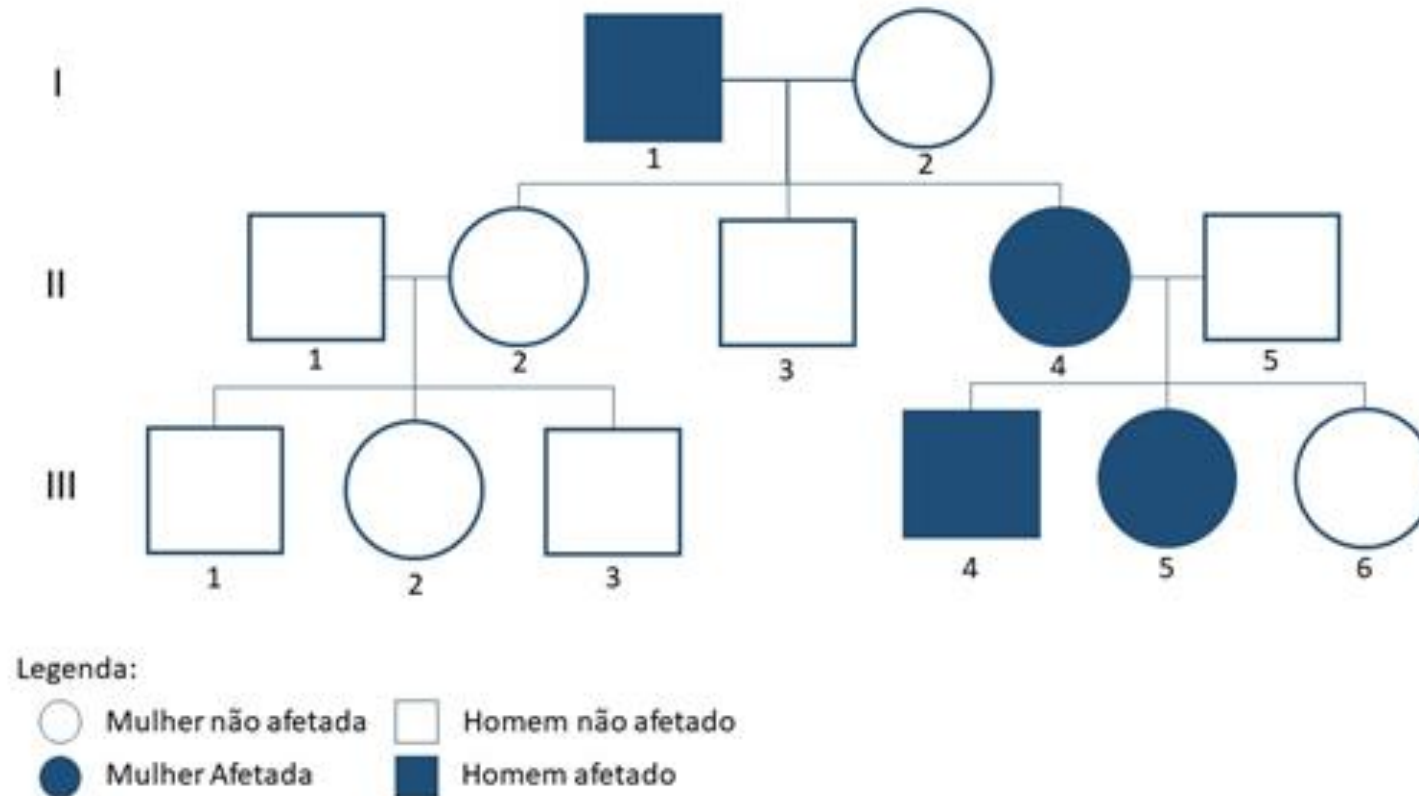 I
1 2
II
1 2 3 4 5
III
1 2 3 4 5 6
Legenda:
Mulher não afetada Homem não afetado
Mulher Afetada Homem afetado